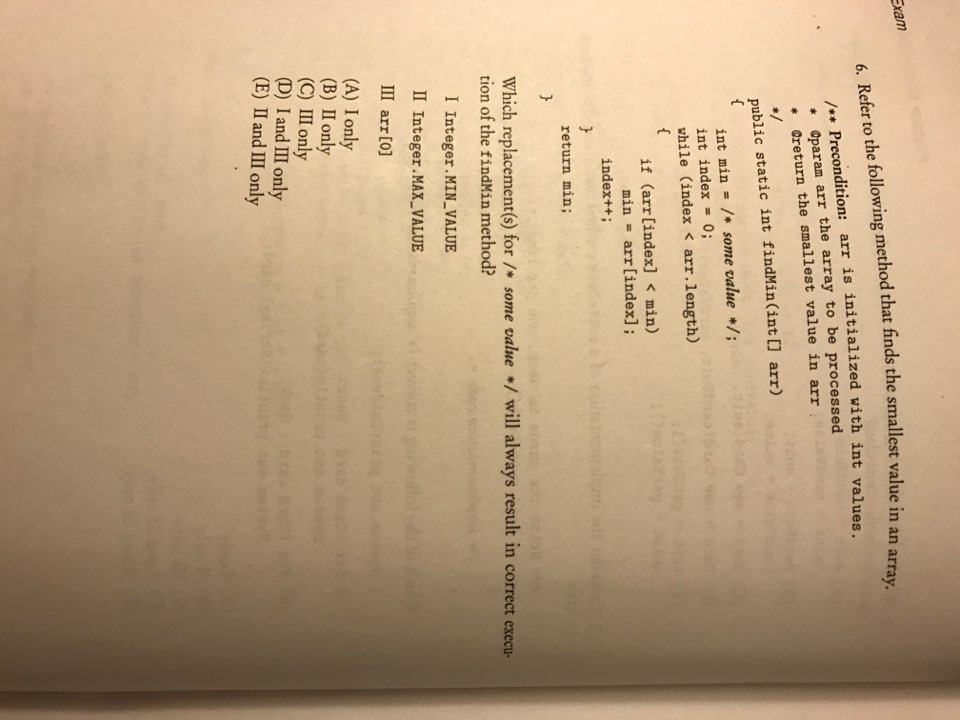 Exam
6. Refer to the following method that finds the smallest value in an array.
/** Precondition: arr is initialized with int values.
* @param arr the array to be processed
* @return the smallest value in arr
*/
public static int findMin(int[] arr)
{
int min = /* some value */;
int index = 0;
while (index < arr.length)
{
if (arr[index] < min)
min = arr[index];
index++;
}
return min;
}
Which replacement(s) for /* some value */ will always result in correct execu-
tion of the findMin method?
I Integer.MIN_VALUE
II Integer.MAX_VALUE
III arr[0]
(A) I only
(B) II only
(C) III only
(D) I and III only
(E) II and III only